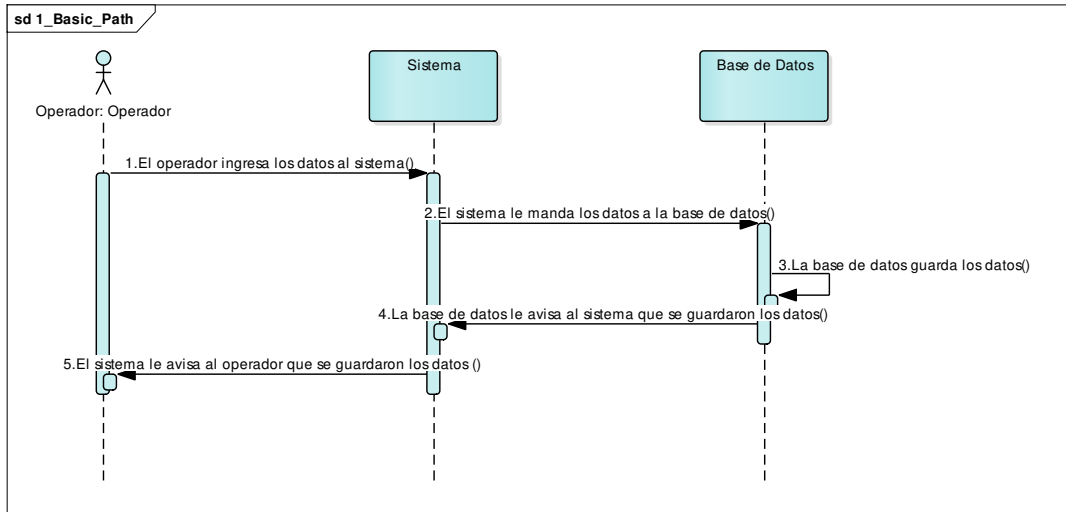 sd 1_Basic_Path
Operador: Operador
Sistema
Base de Datos
1.El operador ingresa los datos al sistema()
2.El sistema le manda los datos a la base de datos()
3.La base de datos guarda los datos()
4.La base de datos le avisa al sistema que se guardaron los datos()
5.El sistema le avisa al operador que se guardaron los datos ()